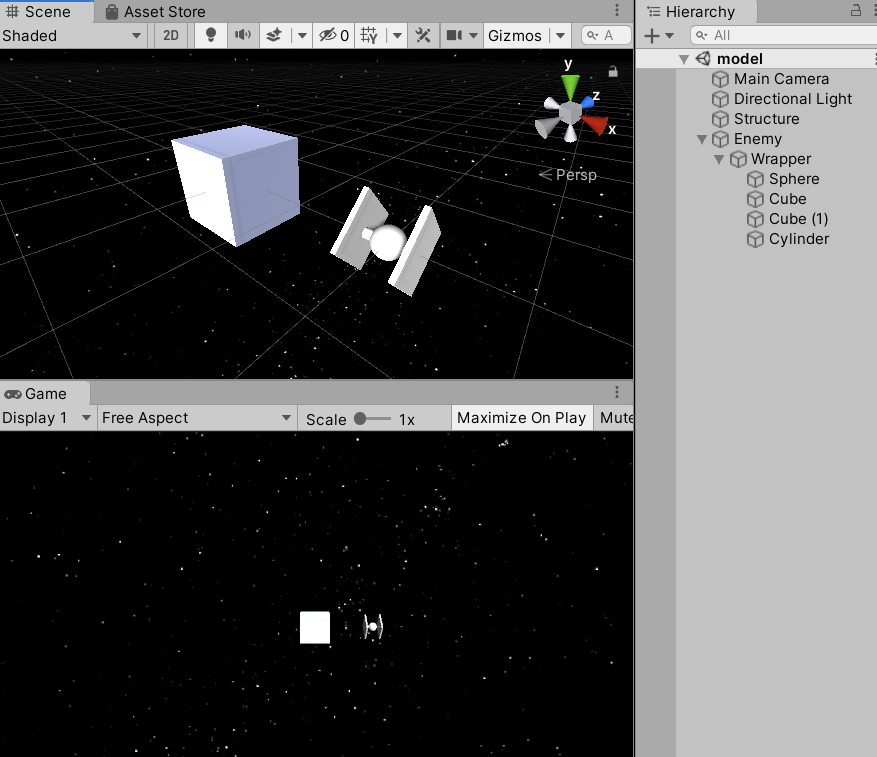 Scene Asset Store
Shaded 2D 0 Gizmos A
y
z
x
Persp
Game
Display 1 Free Aspect Scale 1x Maximize On Play Mute
Hierarchy
All
model
Main Camera
Directional Light
Structure
Enemy
Wrapper
Sphere
Cube
Cube (1)
Cylinder